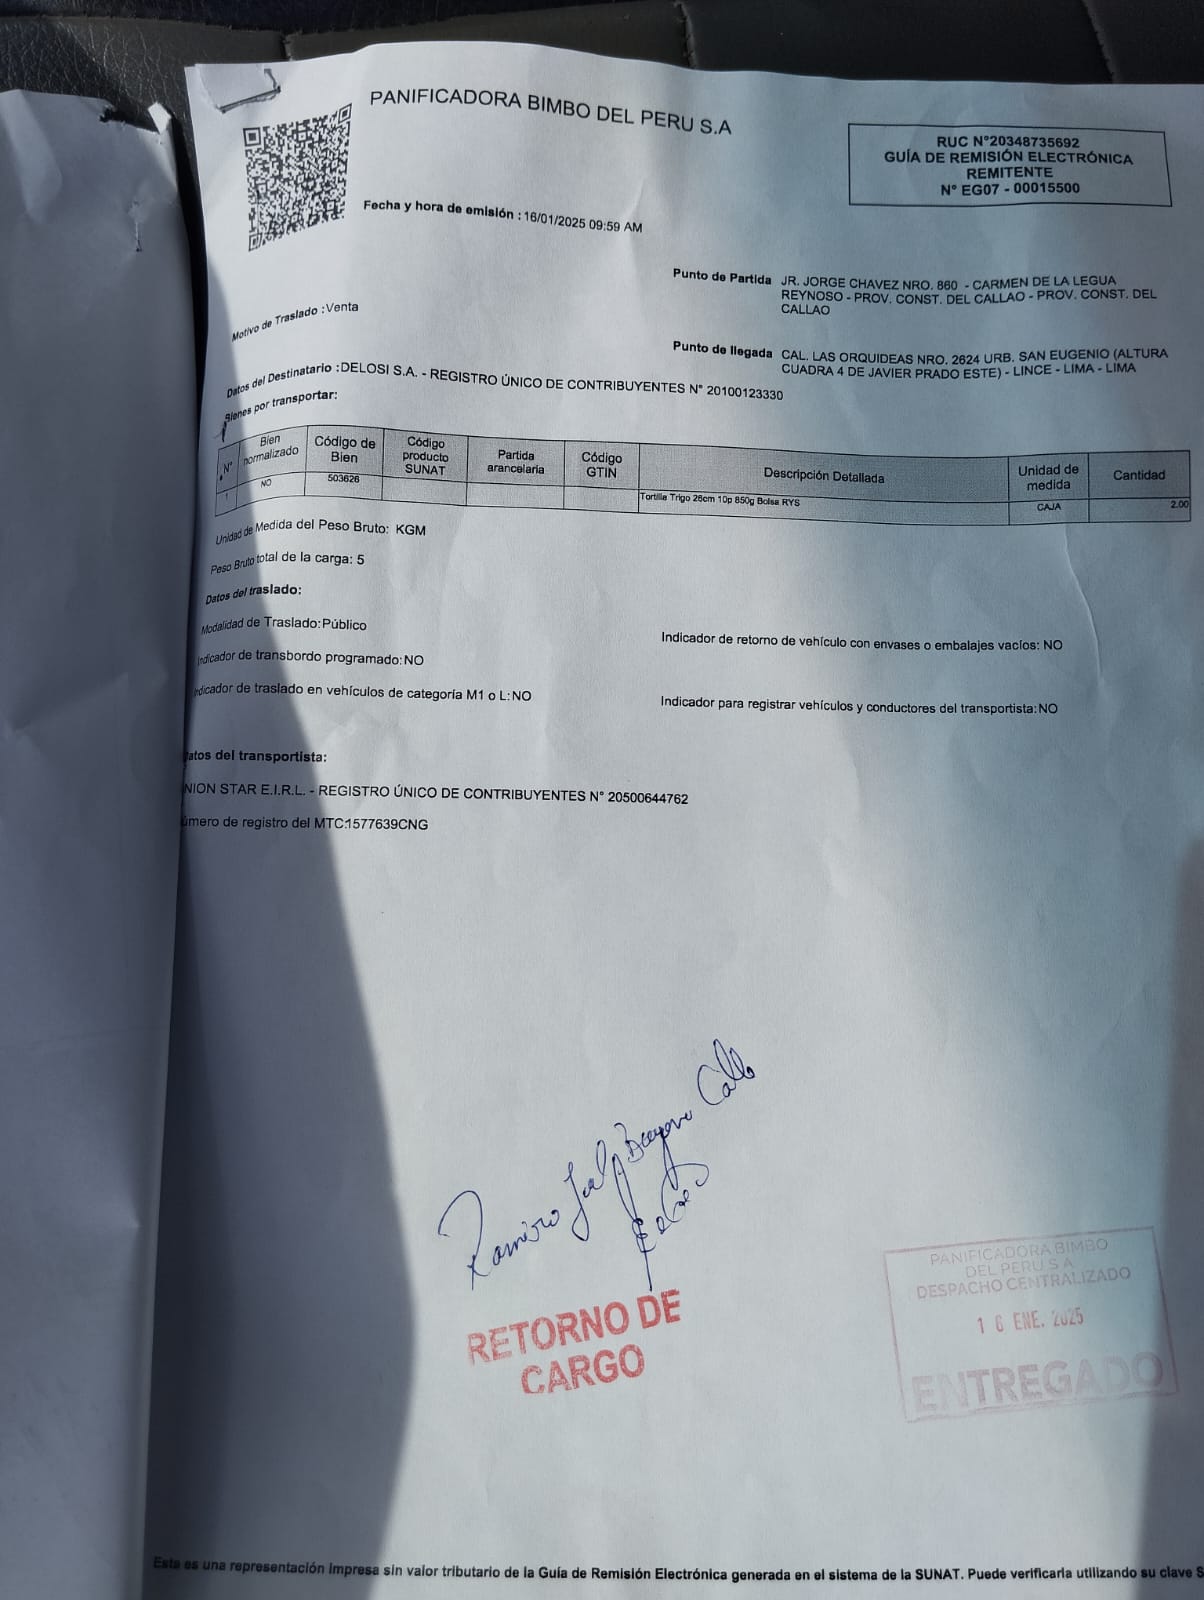 PANIFICADORA BIMBO DEL PERU S.A
RUC N°20348735692
GUÍA DE REMISIÓN ELECTRÓNICA
REMITENTE
N° EG07 - 00015500
Fecha y hora de emisión : 16/01/2025 09:59 AM
Punto de Partida JR. JORGE CHAVEZ NRO. 860 - CARMEN DE LA LEGUA
REYNOSO - PROV. CONST. DEL CALLAO - PROV. CONST. DEL
CALLAO
Motivo de Traslado :Venta
Punto de llegada CAL. LAS ORQUIDEAS NRO. 2624 URB. SAN EUGENIO (ALTURA
CUADRA 4 DE JAVIER PRADO ESTE) - LINCE - LIMA - LIMA
Datos del Destinatario :DELOSI S.A. - REGISTRO ÚNICO DE CONTRIBUYENTES N° 20100123330
Bienes por transportar:
N° Bien normalizado Código de Bien Código producto SUNAT Partida arancelaria Código GTIN Descripción Detallada Unidad de medida Cantidad
1 NO 503626 Tortilla Trigo 26cm 10p 850g Bolsa RYS CAJA 2.00
Unidad de Medida del Peso Bruto: KGM
Peso Bruto total de la carga: 5
Datos del traslado:
Modalidad de Traslado:Público
Indicador de retorno de vehículo con envases o embalajes vacíos: NO
Indicador de transbordo programado:NO
Indicador de traslado en vehículos de categoría M1 o L:NO
Indicador para registrar vehículos y conductores del transportista:NO
atos del transportista:
NION STAR E.I.R.L. - REGISTRO ÚNICO DE CONTRIBUYENTES N° 20500644762
úmero de registro del MTC:1577639CNG
Ramiro
RETORNO DE
CARGO
PANIFICADORA BIMBO
DEL PERU S A
DESPACHO CENTRALIZADO
16 ENE. 2025
ENTREGADO
Esta es una representación impresa sin valor tributario de la Guía de Remisión Electrónica generada en el sistema de la SUNAT. Puede verificarla utilizando su clave S